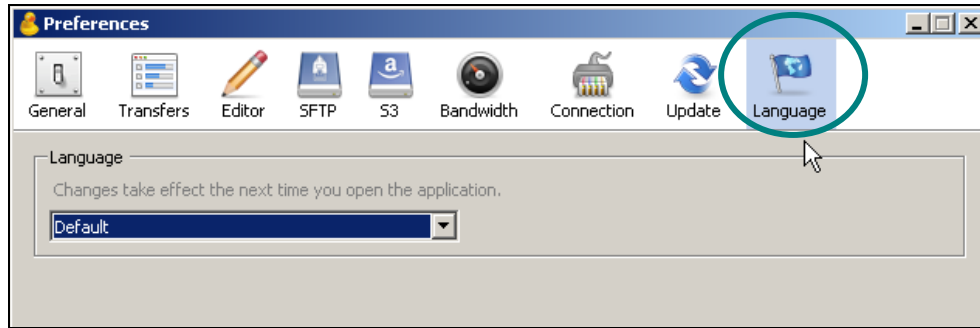 Preferences
General Transfers Editor SFTP S3 Bandwidth Connection Update Language
Language
Changes take effect the next time you open the application.
Default